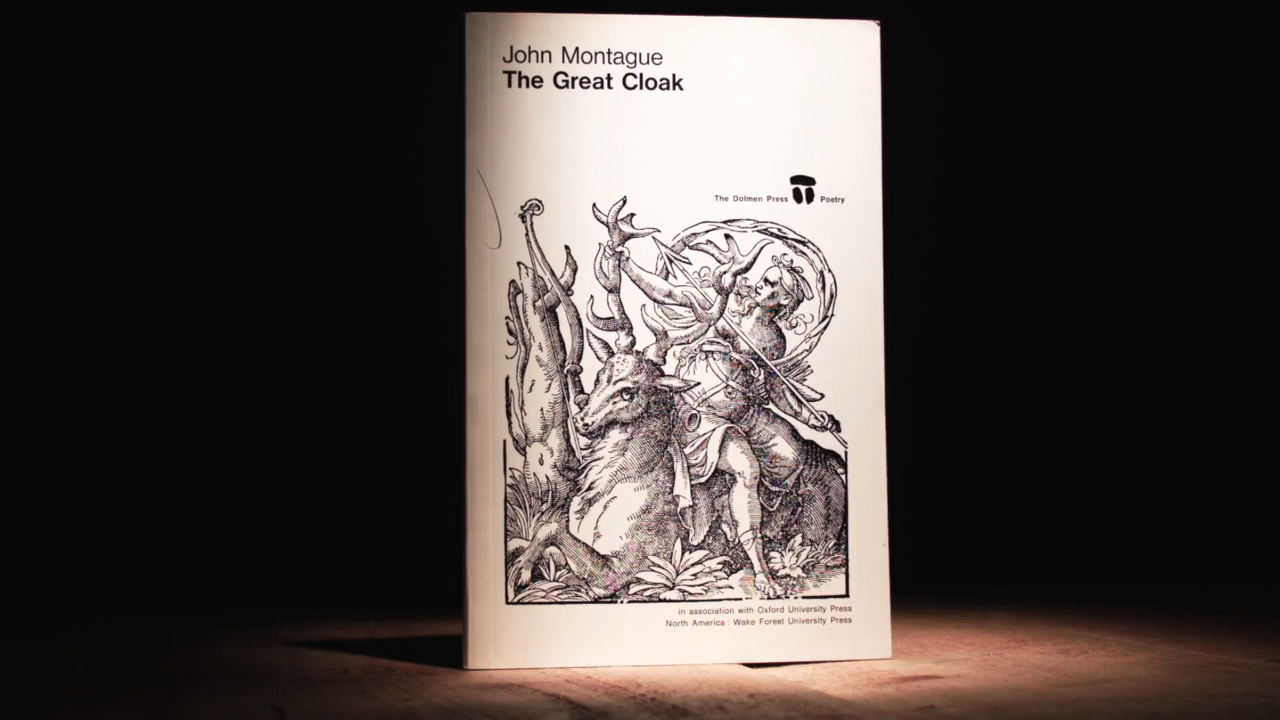 John Montague
The Great Cloak
The Dolmen Press Poetry
in association with Oxford University Press
North America : Wake Forest University Press